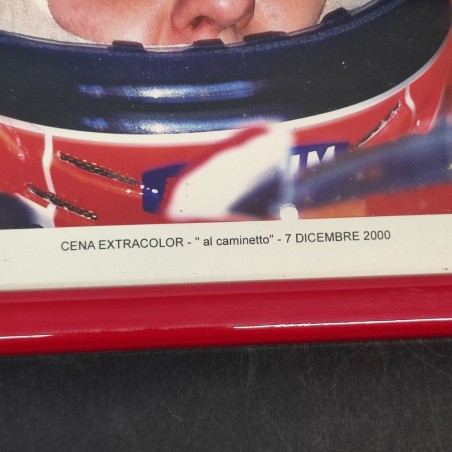 CENA EXTRACOLOR - " al caminetto" - 7 DICEMBRE 2000